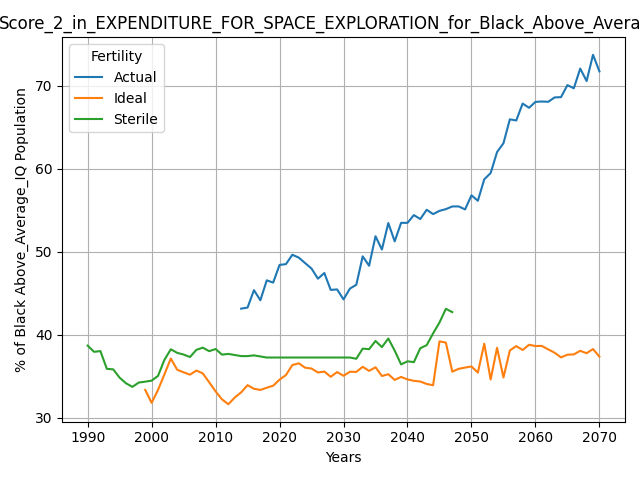 Score_2_in_EXPENDITURE_FOR_SPACE_EXPLORATION_for_Black_Above_Avera
Fertility
Actual
Ideal
Sterile
% of Black Above_Average_IQ Population
70
60
50
40
30
1990 2000 2010 2020 2030 2040 2050 2060 2070
Years